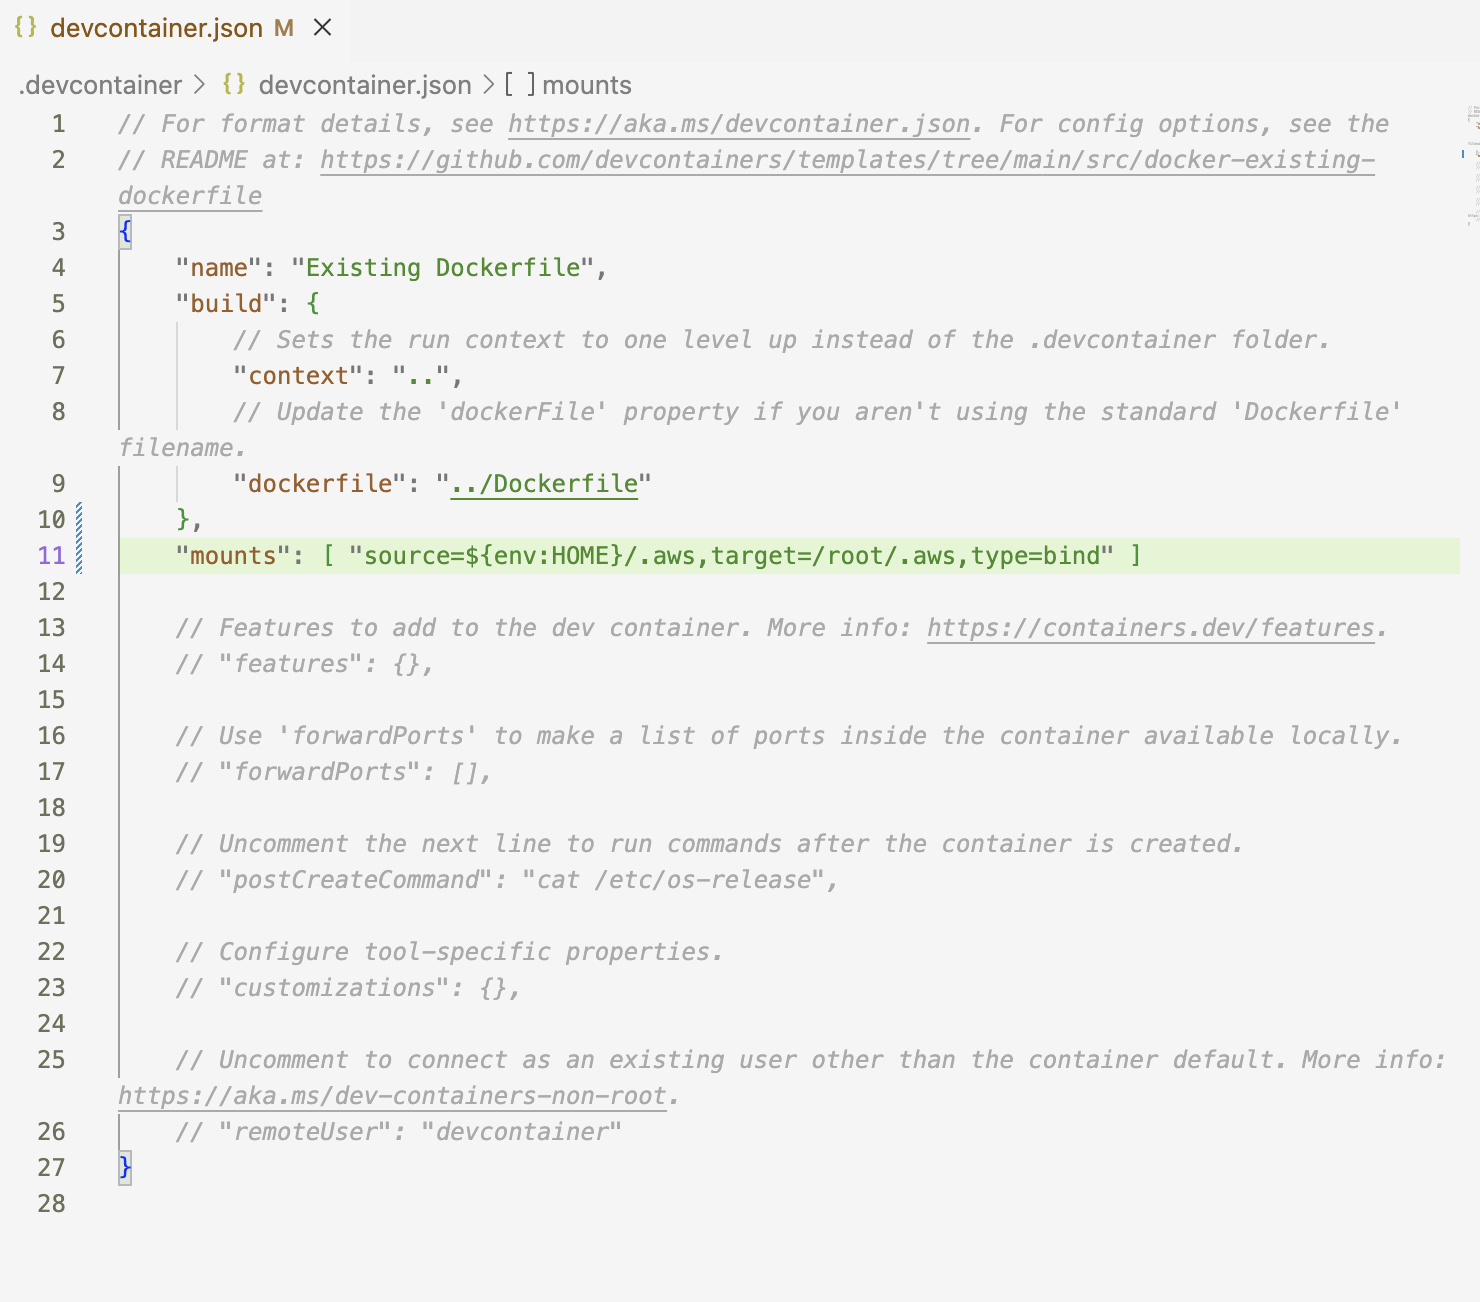 {} devcontainer.json M ×
.devcontainer > {} devcontainer.json > [ ] mounts
1 // For format details, see https://aka.ms/devcontainer.json. For config options, see the
2 // README at: https://github.com/devcontainers/templates/tree/main/src/docker-existing-
dockerfile
3 {
4     "name": "Existing Dockerfile",
5     "build": {
6         // Sets the run context to one level up instead of the .devcontainer folder.
7         "context": "..",
8         // Update the 'dockerFile' property if you aren't using the standard 'Dockerfile'
filename.
9         "dockerfile": "../Dockerfile"
10     },
11     "mounts": [ "source=${env:HOME}/.aws,target=/root/.aws,type=bind" ]
12
13     // Features to add to the dev container. More info: https://containers.dev/features.
14     // "features": {},
15
16     // Use 'forwardPorts' to make a list of ports inside the container available locally.
17     // "forwardPorts": [],
18
19     // Uncomment the next line to run commands after the container is created.
20     // "postCreateCommand": "cat /etc/os-release",
21
22     // Configure tool-specific properties.
23     // "customizations": {},
24
25     // Uncomment to connect as an existing user other than the container default. More info:
https://aka.ms/dev-containers-non-root.
26     // "remoteUser": "devcontainer"
27 }
28